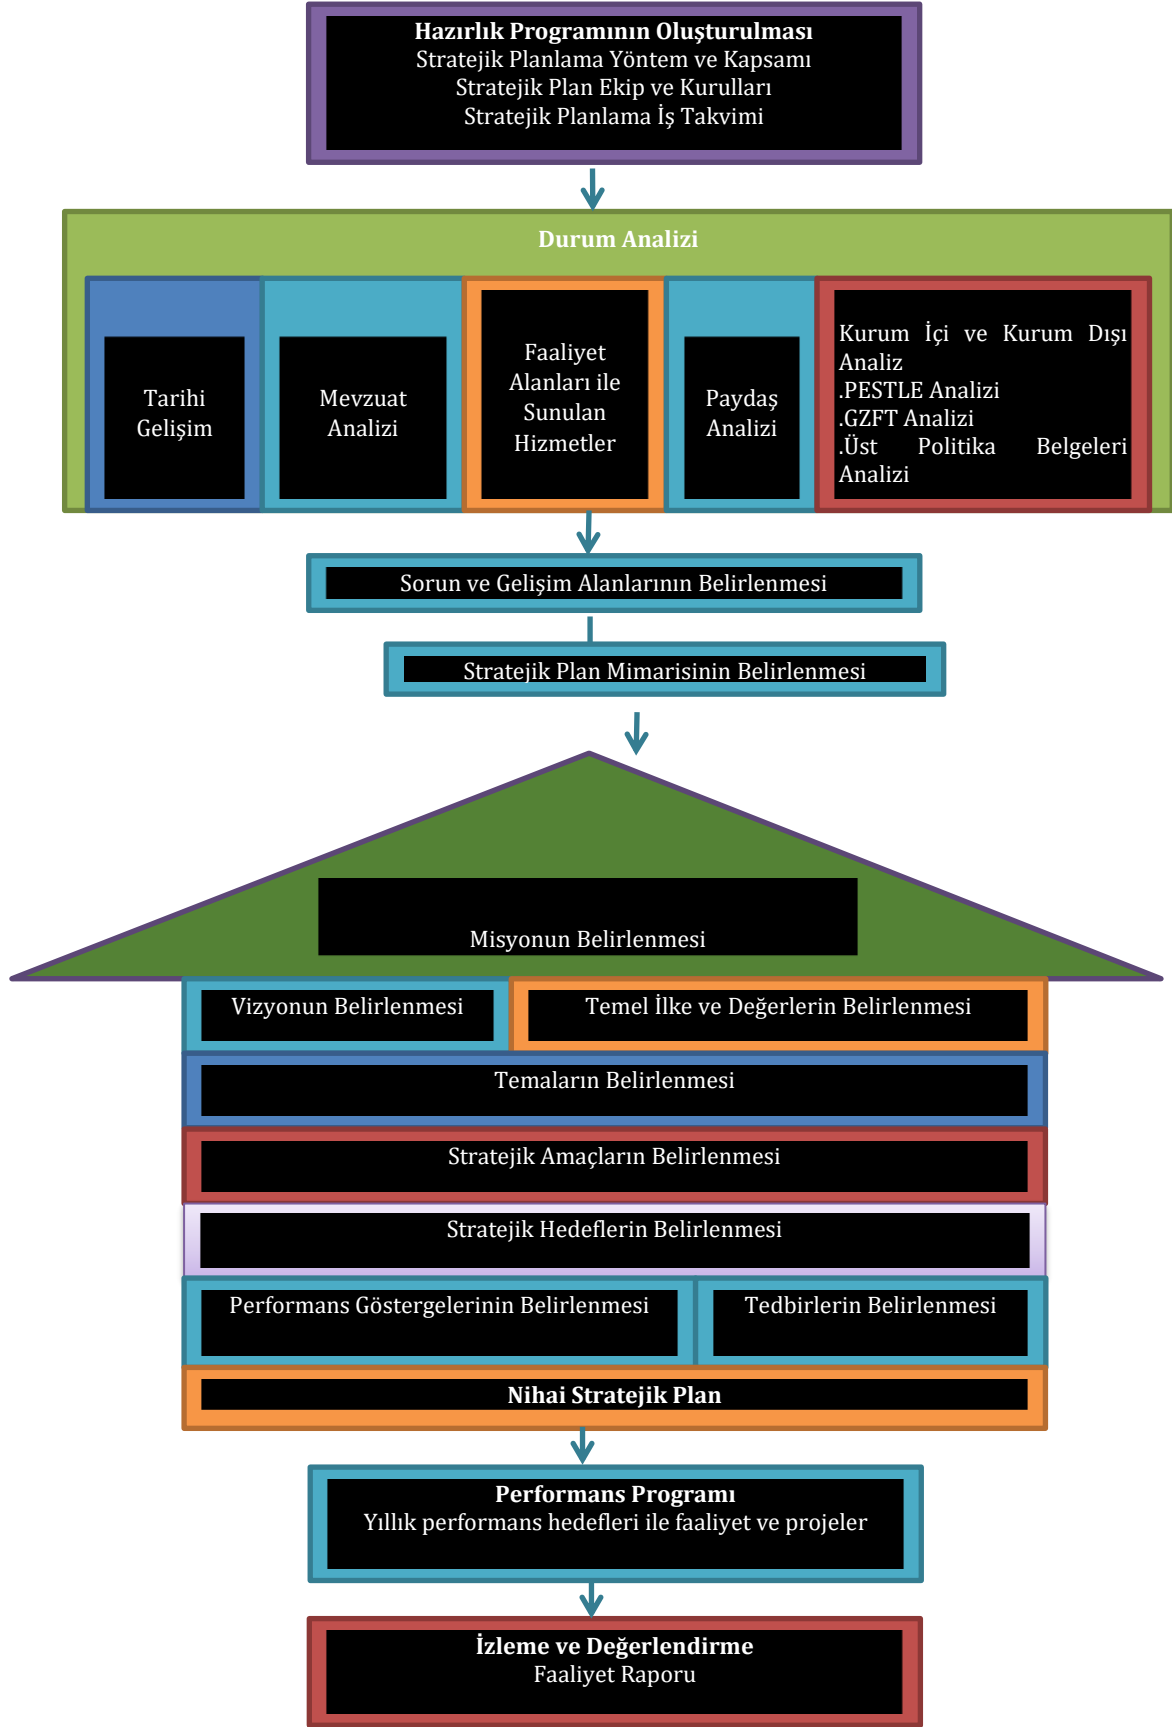 Hazırlık Programının Oluşturulması
Stratejik Planlama Yöntem ve Kapsamı
Stratejik Plan Ekip ve Kurulları
Stratejik Planlama İş Takvimi
Durum Analizi
Tarihi
Gelişim
Mevzuat
Analizi
Faaliyet
Alanları ile
Sunulan
Hizmetler
Paydaş
Analizi
Kurum İçi ve Kurum Dışı
Analiz
.PESTLE Analizi
.GZFT Analizi
.Üst Politika Belgeleri
Analizi
Sorun ve Gelişim Alanlarının Belirlenmesi
Stratejik Plan Mimarisinin Belirlenmesi
Misyonun Belirlenmesi
Vizyonun Belirlenmesi
Temel İlke ve Değerlerin Belirlenmesi
Temaların Belirlenmesi
Stratejik Amaçların Belirlenmesi
Stratejik Hedeflerin Belirlenmesi
Performans Göstergelerinin Belirlenmesi
Tedbirlerin Belirlenmesi
Nihai Stratejik Plan
Performans Programı
Yıllık performans hedefleri ile faaliyet ve projeler
İzleme ve Değerlendirme
Faaliyet Raporu